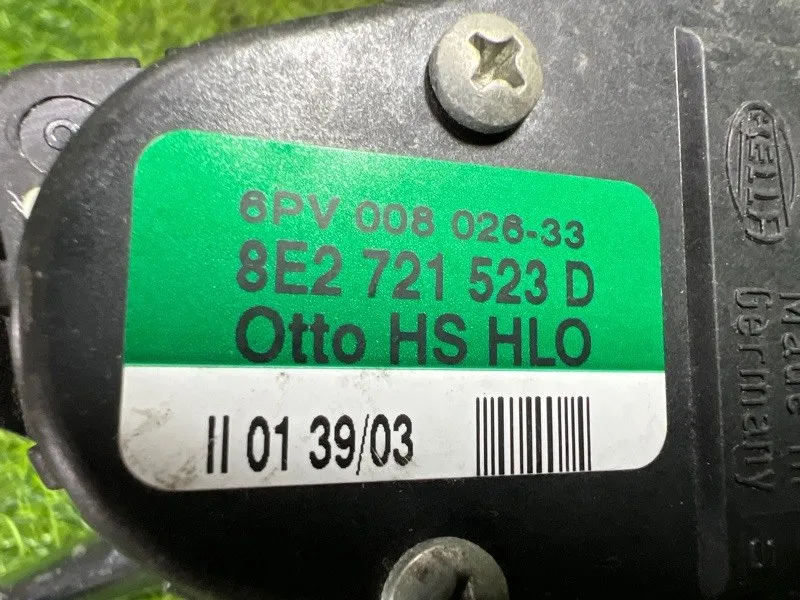 6PV 008 026-33
8E2 721 523 D
Otto HS HLO
II 01 39/03
HELLA
Made in
Germany